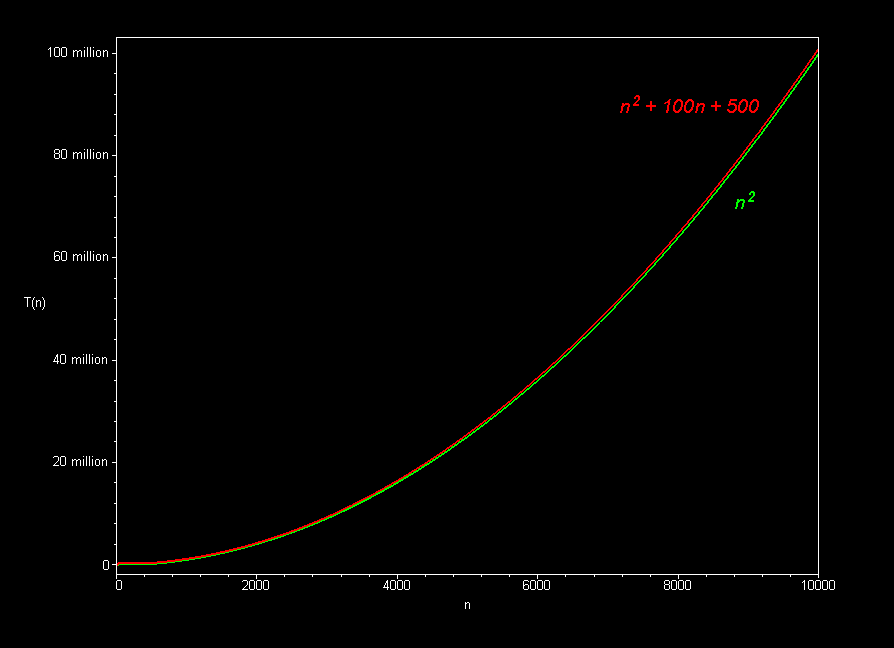 100 million
n² + 100n + 500
80 million
n²
60 million
T(n)
40 million
20 million
0
0 2000 4000 6000 8000 10000
n